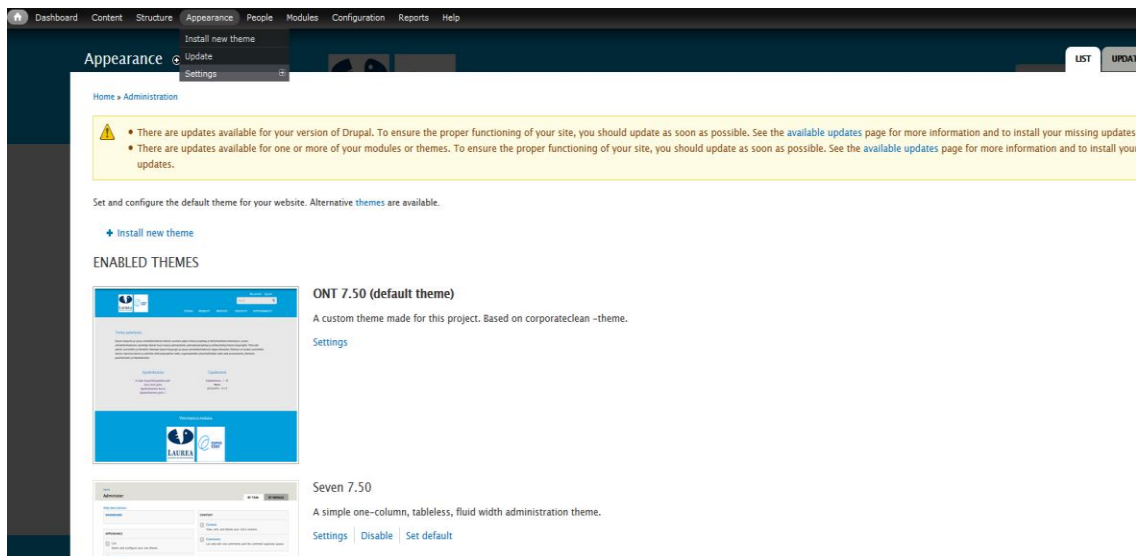 Dashboard Content Structure Appearance People Modules Configuration Reports Help
Install new theme
Appearance Update
Settings
LIST UPDAT
Home » Administration
• There are updates available for your version of Drupal. To ensure the proper functioning of your site, you should update as soon as possible. See the available updates page for more information and to install your missing updates
• There are updates available for one or more of your modules or themes. To ensure the proper functioning of your site, you should update as soon as possible. See the available updates page for more information and to install your
updates.
Set and configure the default theme for your website. Alternative themes are available.
+ Install new theme
ENABLED THEMES
ONT 7.50 (default theme)
A custom theme made for this project. Based on corporateclean -theme.
Settings
LAUREA
Seven 7.50
A simple one-column, tableless, fluid width administration theme.
Settings Disable Set default